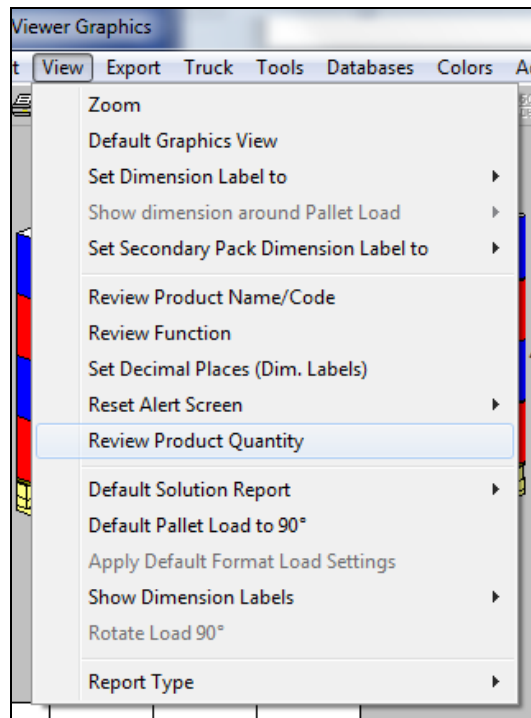 Viewer Graphics
View Export Truck Tools Databases Colors
Zoom
Default Graphics View
Set Dimension Label to
Show dimension around Pallet Load
Set Secondary Pack Dimension Label to
Review Product Name/Code
Review Function
Set Decimal Places (Dim. Labels)
Reset Alert Screen
Review Product Quantity
Default Solution Report
Default Pallet Load to 90°
Apply Default Format Load Settings
Show Dimension Labels
Rotate Load 90°
Report Type